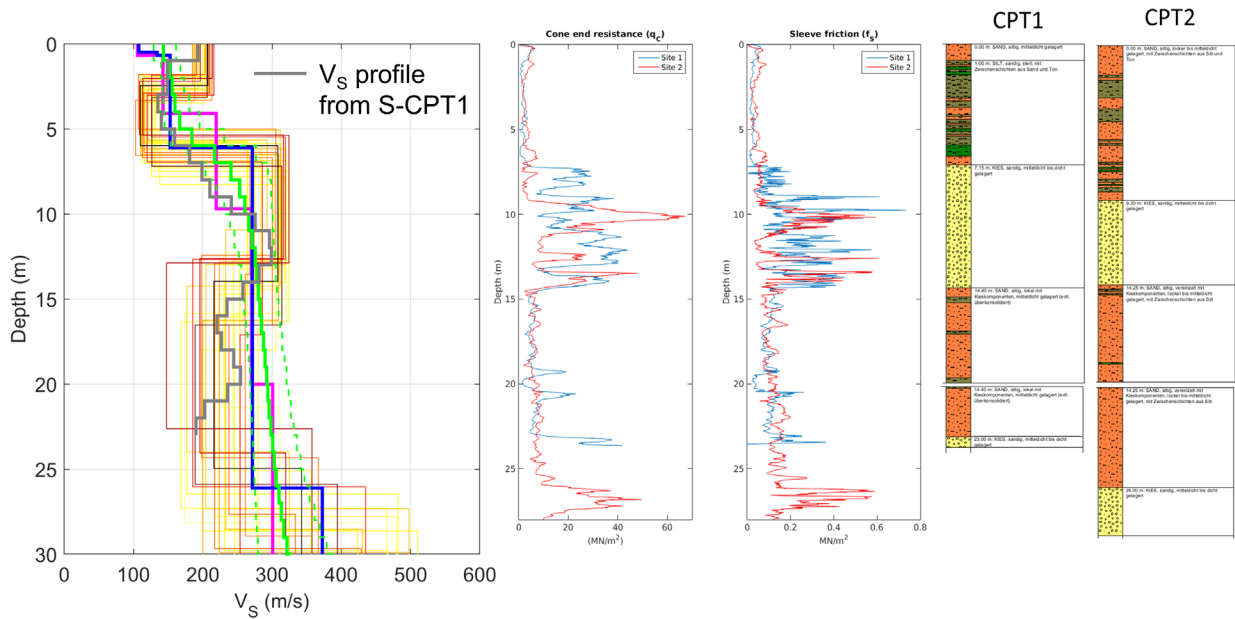 CPT1
CPT2
Cone end resistance (q_c)
Sleeve friction (f_s)
V_S profile
from S-CPT1
Site 1
Site 2
Site 1
Site 2
0
5
10
15
20
25
30
Depth (m)
0
100
200
300
400
500
600
V_S (m/s)
0
5
10
15
20
25
Depth (m)
0
20
40
60
(MN/m²)
0
5
10
15
20
25
Depth (m)
0
0.2
0.4
0.6
0.8
MN/m²
0.00 m: SAND, siltig, mitteldicht gelagert
1.00 m: SILT, sandig, steif, mit
Zwischenschichten aus Sand und Ton
7.15 m: KIES, sandig, mitteldicht bis dicht
gelagert
14.40 m: SAND, siltig, lokal mit
Kieskomponenten, mitteldicht gelagert (evtl.
überkonsolidiert)
14.40 m: SAND, siltig, lokal mit
Kieskomponenten, mitteldicht gelagert (evtl.
überkonsolidiert)
23.00 m: KIES, sandig, mitteldicht bis dicht
gelagert
0.00 m: SAND, siltig, locker bis mitteldicht
gelagert, mit Zwischenschichten aus Silt und
Ton
9.20 m: KIES, sandig, mitteldicht bis dicht
gelagert
14.25 m: SAND, siltig, vereinzelt mit
Kieskomponenten, locker bis mitteldicht
gelagert, mit Zwischenschichten aus Silt
14.25 m: SAND, siltig, vereinzelt mit
Kieskomponenten, locker bis mitteldicht
gelagert, mit Zwischenschichten aus Silt
26.00 m: KIES, sandig, mitteldicht bis dicht
gelagert